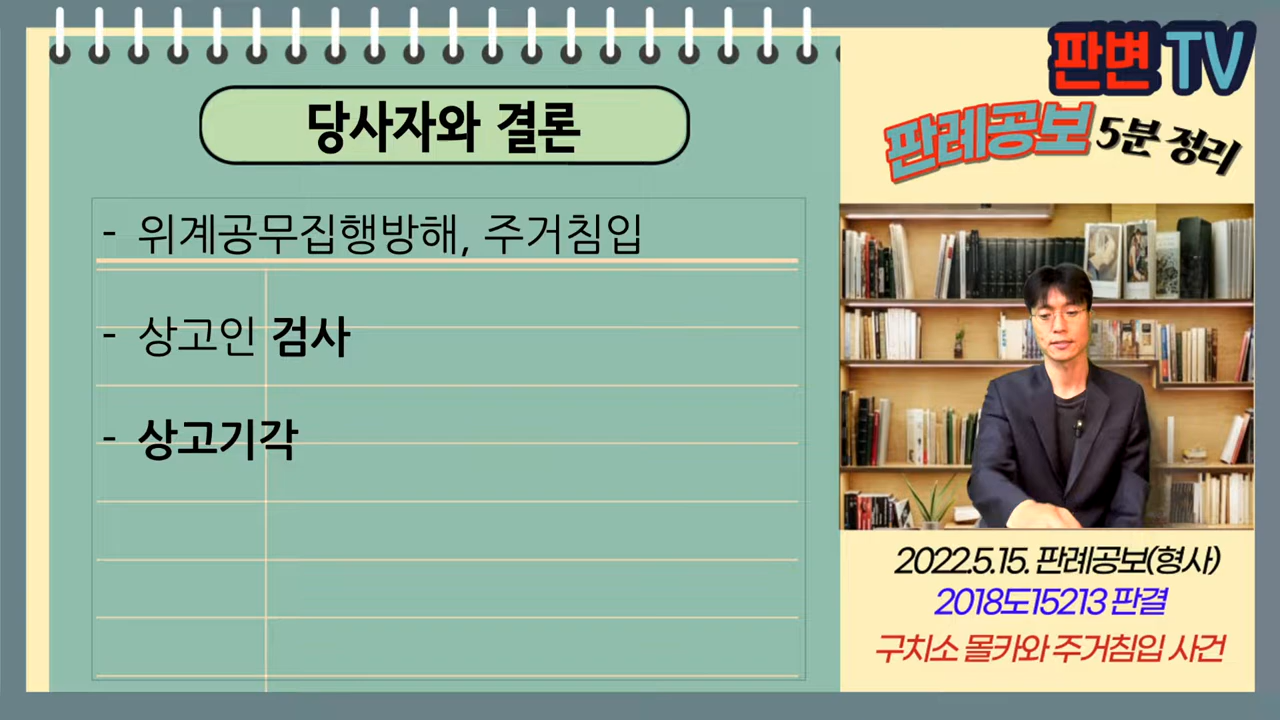 당사자와 결론
- 위계공무집행방해, 주거침입
- 상고인 검사
- 상고기각
판변 TV
판례공보 5분 정리
2022.5.15. 판례공보(형사)
2018도15213 판결
구치소 몰카와 주거침입 사건